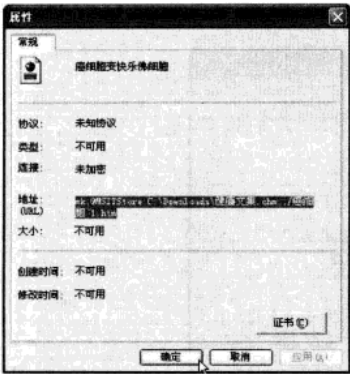 属性
常规
癌细胞变快乐佛细胞
协议: 未知协议
类型: 不可用
连接: 未加密
地址:
(URL)
mk:@MSITStore:C:\Downloads\
1.htm
大小: 不可用
创建时间: 不可用
修改时间: 不可用
证书(C)
确定 取消 应用(A)